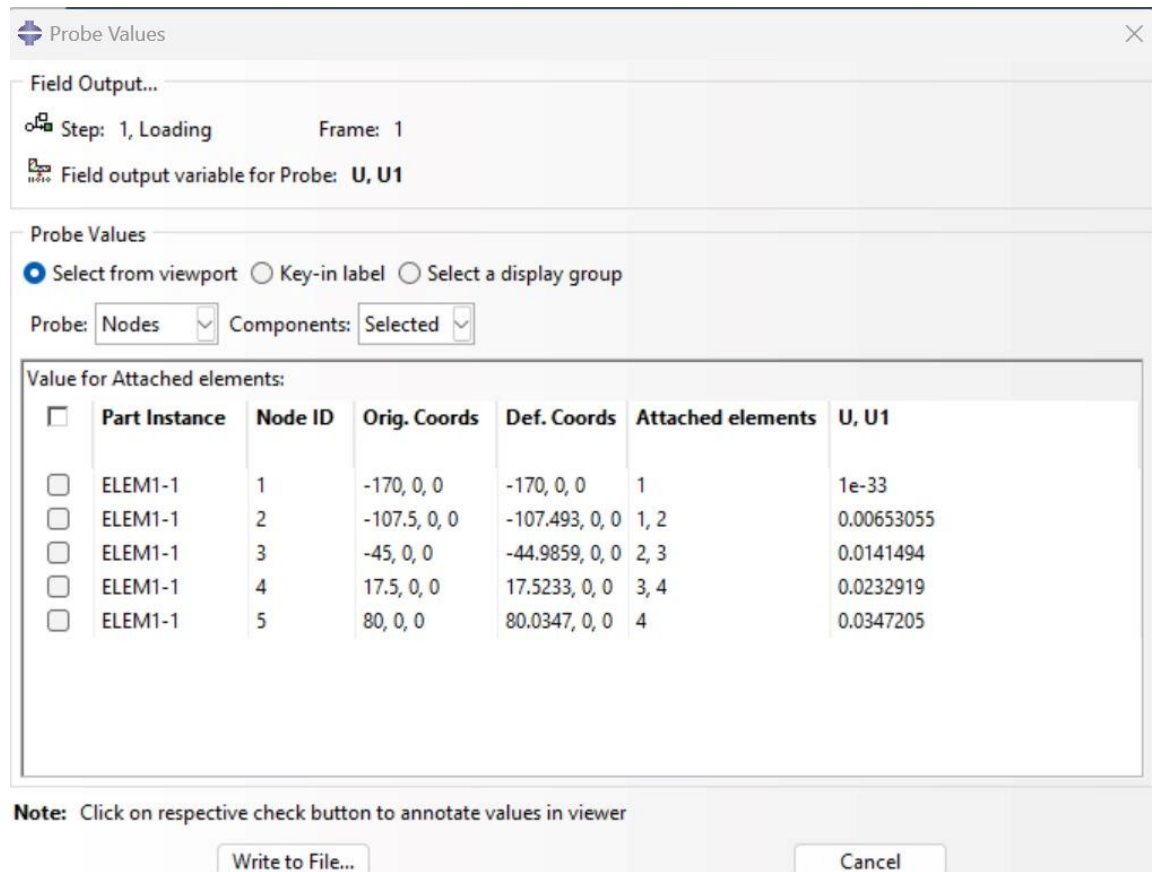 Probe Values
Field Output...
Step: 1, Loading Frame: 1
Field output variable for Probe: U, U1
Probe Values
Select from viewport Key-in label Select a display group
Probe: Nodes Components: Selected
Value for Attached elements:
Part Instance Node ID Orig. Coords Def. Coords Attached elements U, U1
ELEM1-1 1 -170, 0, 0 -170, 0, 0 1 1e-33
ELEM1-1 2 -107.5, 0, 0 -107.493, 0, 0 1, 2 0.00653055
ELEM1-1 3 -45, 0, 0 -44.9859, 0, 0 2, 3 0.0141494
ELEM1-1 4 17.5, 0, 0 17.5233, 0, 0 3, 4 0.0232919
ELEM1-1 5 80, 0, 0 80.0347, 0, 0 4 0.0347205
Note: Click on respective check button to annotate values in viewer
Write to File... Cancel